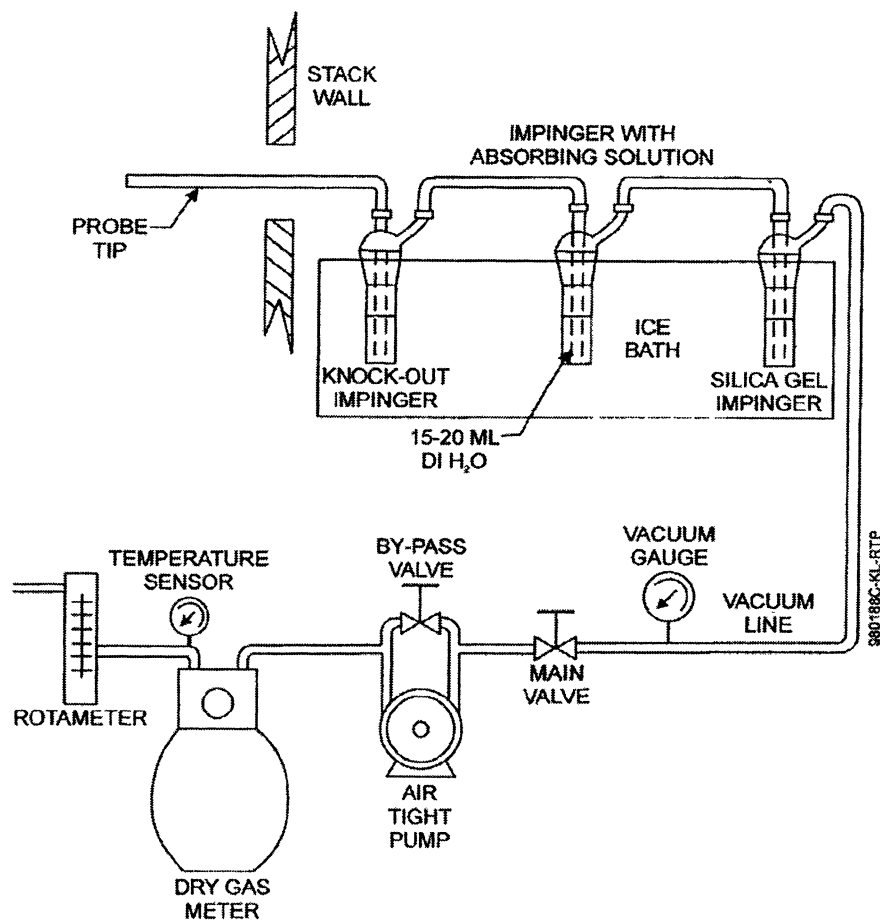 STACK
WALL
IMPINGER WITH
ABSORBING SOLUTION
PROBE
TIP
ICE
BATH
KNOCK-OUT
IMPINGER
SILICA GEL
IMPINGER
15-20 ML
DI H₂O
TEMPERATURE
SENSOR
BY-PASS
VALVE
VACUUM
GAUGE
VACUUM
LINE
980188C-KL-RTP
ROTAMETER
MAIN
VALVE
AIR
TIGHT
PUMP
DRY GAS
METER